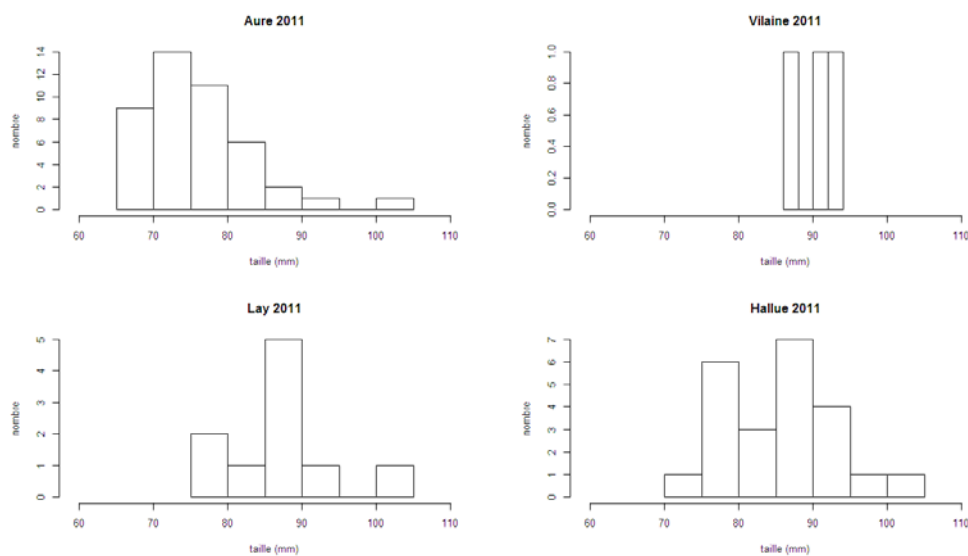 Aure 2011
nombre
0 2 4 6 8 10 12 14
60 70 80 90 100 110
taille (mm)
Vilaine 2011
nombre
0.0 0.2 0.4 0.6 0.8 1.0
60 70 80 90 100 110
taille (mm)
Lay 2011
nombre
0 1 2 3 4 5
60 70 80 90 100 110
taille (mm)
Hallue 2011
nombre
0 1 2 3 4 5 6 7
60 70 80 90 100 110
taille (mm)